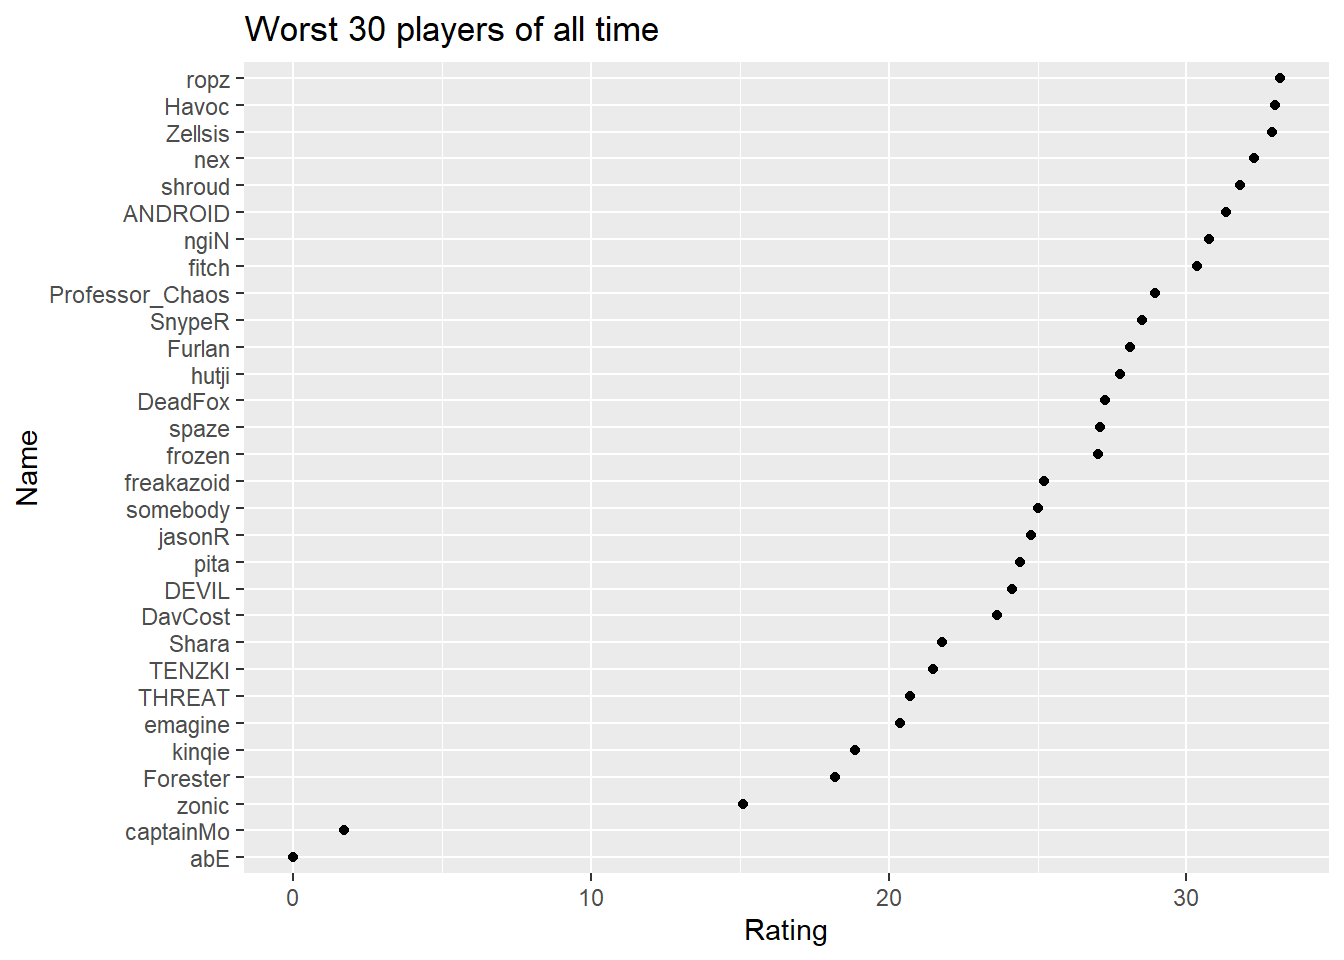 Worst 30 players of all time
ropz
Havoc
Zellsis
nex
shroud
ANDROID
ngiN
fitch
Professor_Chaos
SnypeR
Furlan
hutji
DeadFox
spaze
frozen
freakazoid
somebody
jasonR
pita
DEVIL
DavCost
Shara
TENZKI
THREAT
emagine
kinqie
Forester
zonic
captainMo
abE
Name
0 10 20 30
Rating